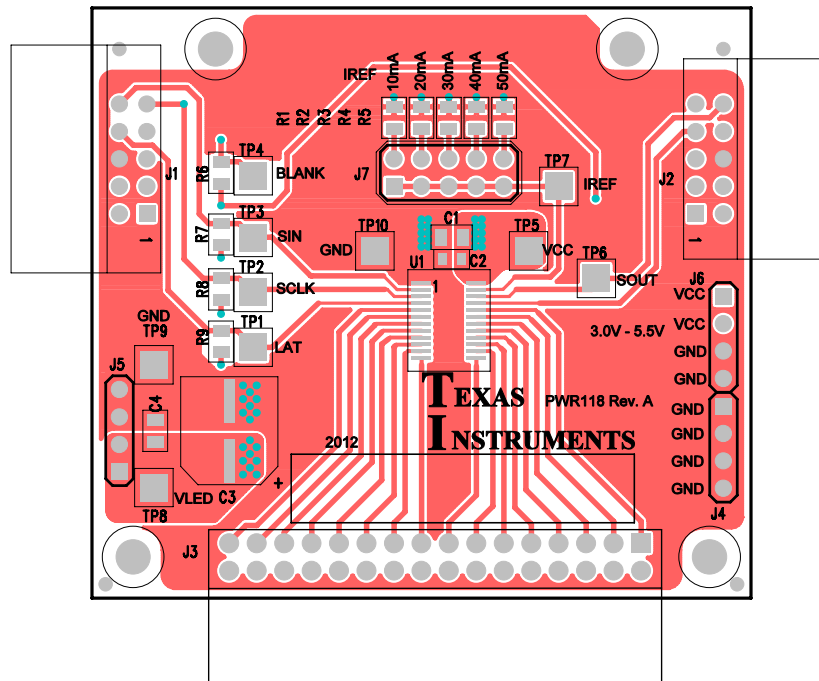 IREF
10mA
20mA
30mA
40mA
50mA
R1
R2
R3
R4
R5
J1
R6
TP4
BLANK
J7
TP7
IREF
J2
R7
TP3
SIN
TP10
GND
C1
TP5
VCC
C2
U1
1
TP6
SOUT
R8
TP2
SCLK
J6
VCC
VCC
3.0V - 5.5V
GND
GND
GND
TP9
R9
TP1
LAT
J5
C4
TEXAS
INSTRUMENTS
PWR118 Rev. A
GND
GND
GND
GND
J4
2012
VLED
C3
+
TP8
J3
1
1